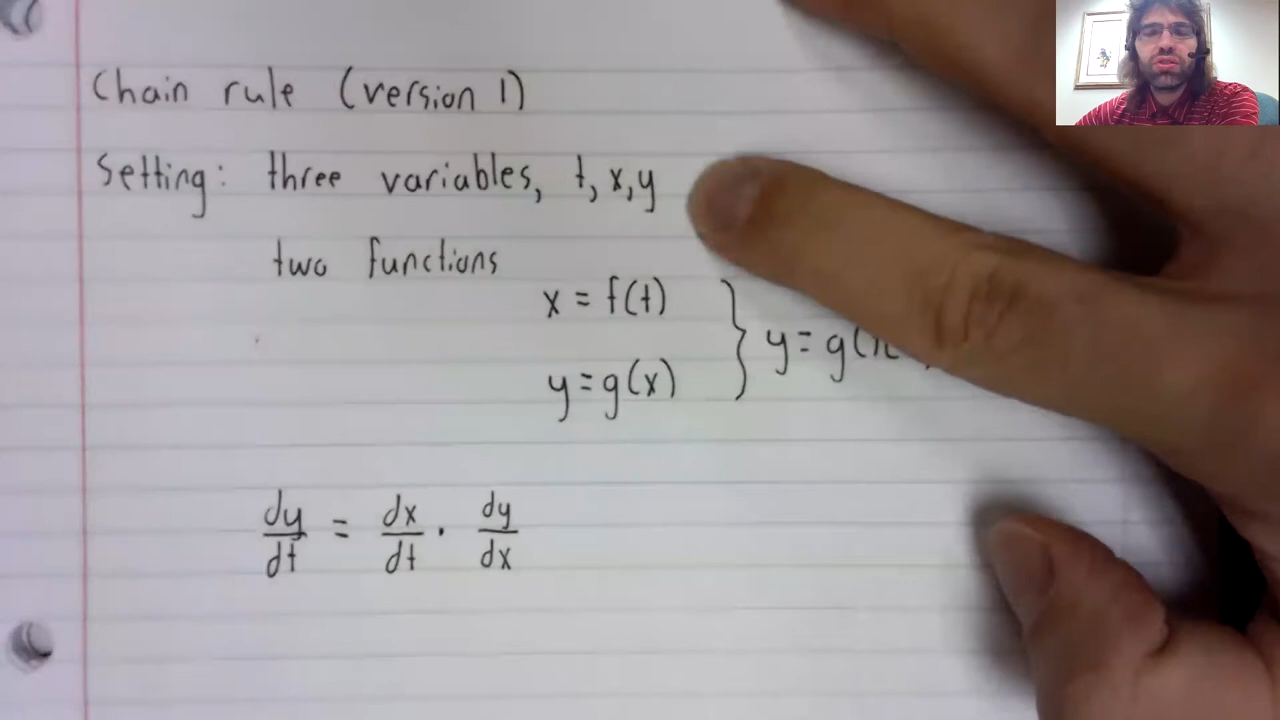 Chain rule (version 1)
Setting: three variables, t, x, y
two functions
x = f(t)
y = g(x)
} y = g(
dy/dt = dx/dt · dy/dx